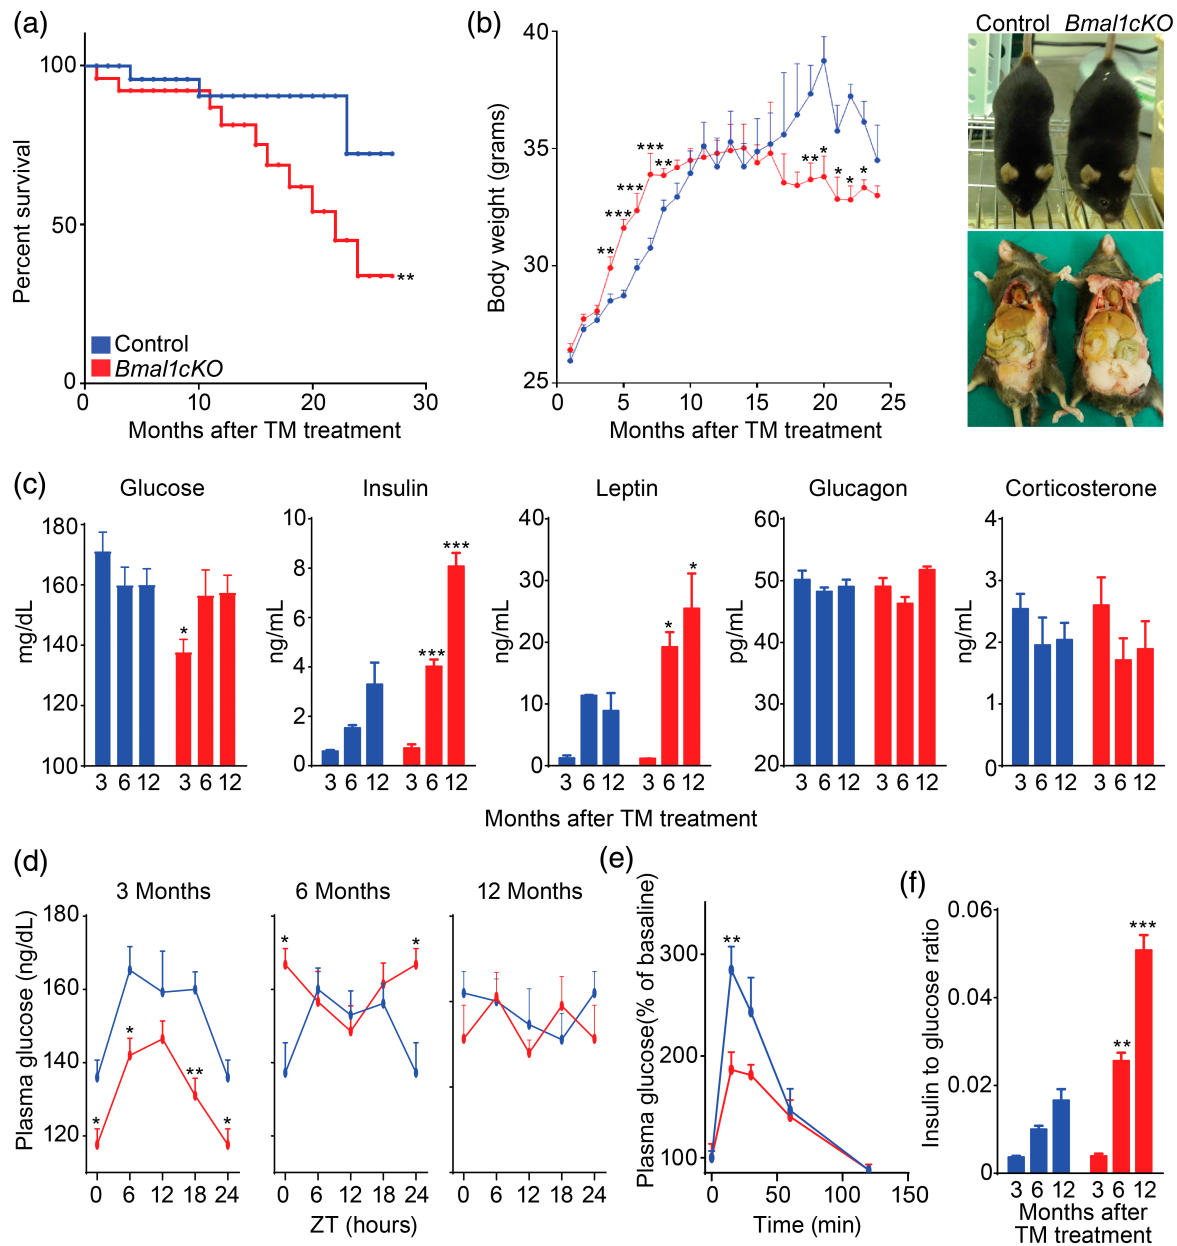 (a)
100
50
0
Percent survival
Control
Bmal1cKO
**
0 10 20 30
Months after TM treatment
(b)
40
35
30
25
Body weight (grams)
** *** *** *** ** ** * * * *
0 5 10 15 20 25
Months after TM treatment
Control Bmal1cKO
(c)
Glucose
180
160
140
120
100
mg/dL
*
3 6 12 3 6 12
Insulin
10
8
6
4
2
0
ng/mL
*** ***
3 6 12 3 6 12
Leptin
40
30
20
10
0
ng/mL
* *
3 6 12 3 6 12
Glucagon
60
50
40
30
20
pg/mL
3 6 12 3 6 12
Corticosterone
4
3
2
1
0
ng/mL
3 6 12 3 6 12
Months after TM treatment
(d)
3 Months
180
160
140
120
Plasma glucose (ng/dL)
* * ** *
0 6 12 18 24
6 Months
* *
0 6 12 18 24
12 Months
0 6 12 18 24
ZT (hours)
(e)
300
200
100
Plasma glucose(% of basaline)
**
0 50 100 150
Time (min)
(f)
0.06
0.04
0.02
0
Insulin to glucose ratio
** ***
3 6 12 3 6 12
Months after
TM treatment